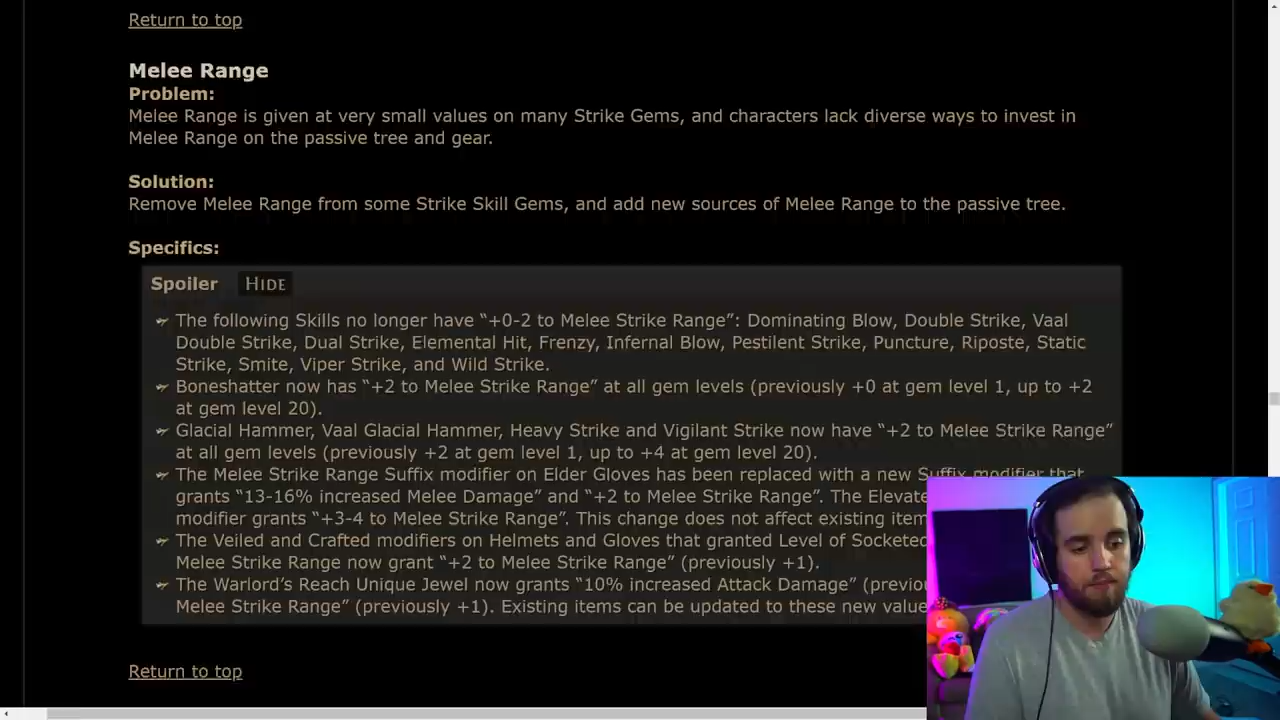 Return to top
Melee Range
Problem:
Melee Range is given at very small values on many Strike Gems, and characters lack diverse ways to invest in
Melee Range on the passive tree and gear.
Solution:
Remove Melee Range from some Strike Skill Gems, and add new sources of Melee Range to the passive tree.
Specifics:
Spoiler HIDE
The following Skills no longer have “+0-2 to Melee Strike Range”: Dominating Blow, Double Strike, Vaal
Double Strike, Dual Strike, Elemental Hit, Frenzy, Infernal Blow, Pestilent Strike, Puncture, Riposte, Static
Strike, Smite, Viper Strike, and Wild Strike.
Boneshatter now has “+2 to Melee Strike Range” at all gem levels (previously +0 at gem level 1, up to +2
at gem level 20).
Glacial Hammer, Vaal Glacial Hammer, Heavy Strike and Vigilant Strike now have “+2 to Melee Strike Range”
at all gem levels (previously +2 at gem level 1, up to +4 at gem level 20).
The Melee Strike Range Suffix modifier on Elder Gloves has been replaced with a new Suffix modifier that
grants “13-16% increased Melee Damage” and “+2 to Melee Strike Range”. The Elevate
modifier grants “+3-4 to Melee Strike Range”. This change does not affect existing item
The Veiled and Crafted modifiers on Helmets and Gloves that granted Level of Socketed
Melee Strike Range now grant “+2 to Melee Strike Range” (previously +1).
The Warlord’s Reach Unique Jewel now grants “10% increased Attack Damage” (previou
Melee Strike Range” (previously +1). Existing items can be updated to these new value
Return to top